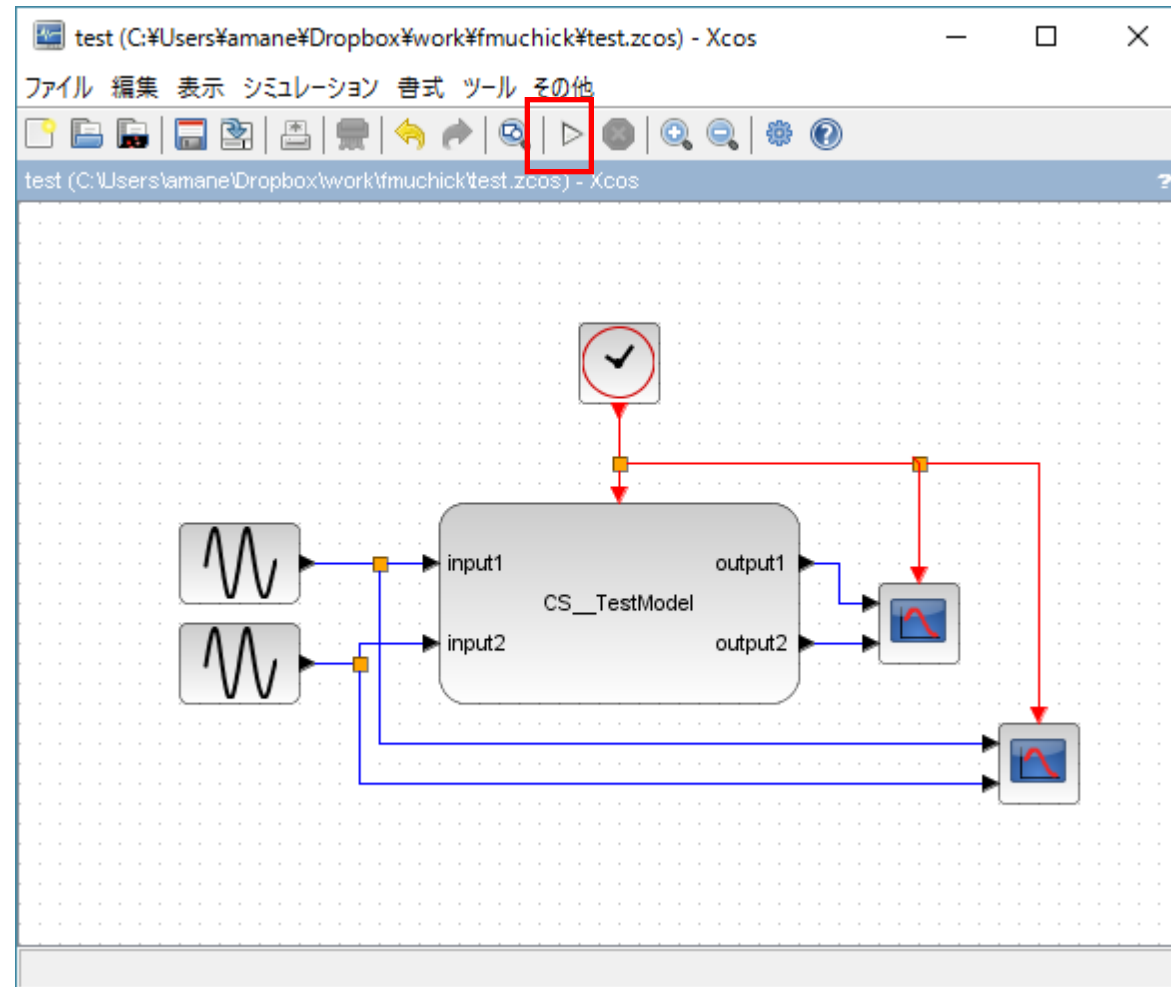 test (C:¥Users¥amane¥Dropbox¥work¥fmuchick¥test.zcos) - Xcos
ファイル 編集 表示 シミュレーション 書式 ツール その他
test (C:\Users\amane\Dropbox\work\fmuchick\test.zcos) - Xcos ?
input1 output1
CS__TestModel
input2 output2